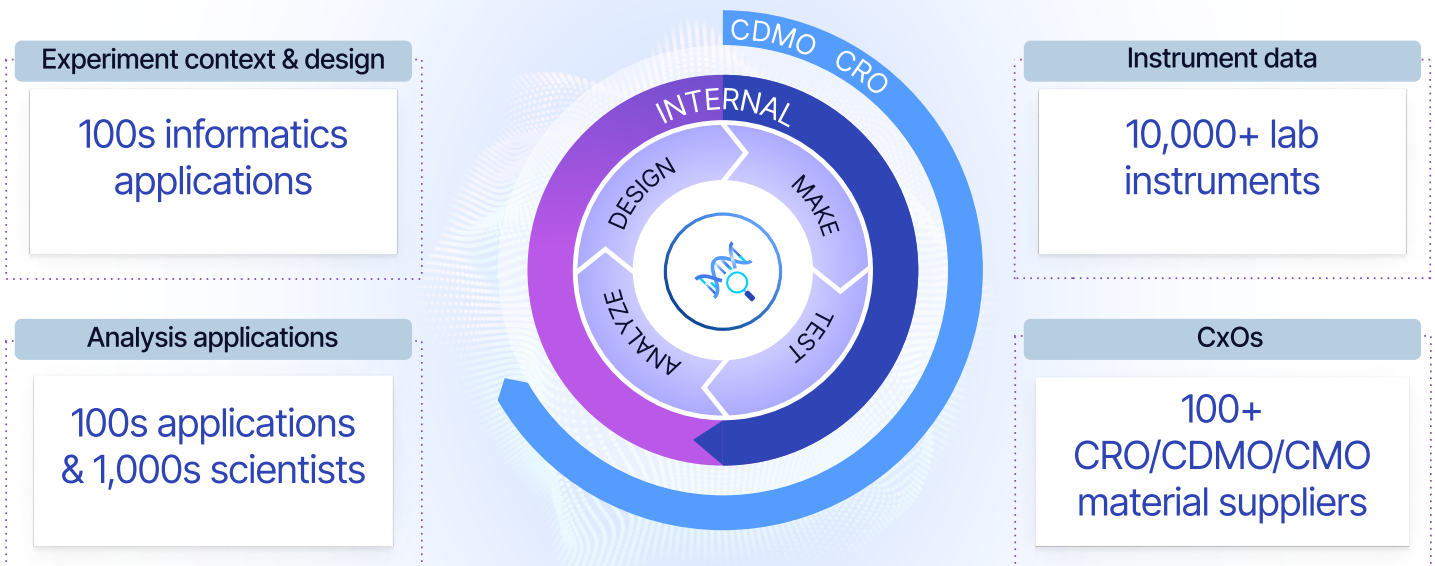 Experiment context & design
100s informatics
applications
Analysis applications
100s applications
& 1,000s scientists
CDMO CRO
INTERNAL
DESIGN
MAKE
TEST
ANALYZE
Instrument data
10,000+ lab
instruments
CxOs
100+
CRO/CDMO/CMO
material suppliers